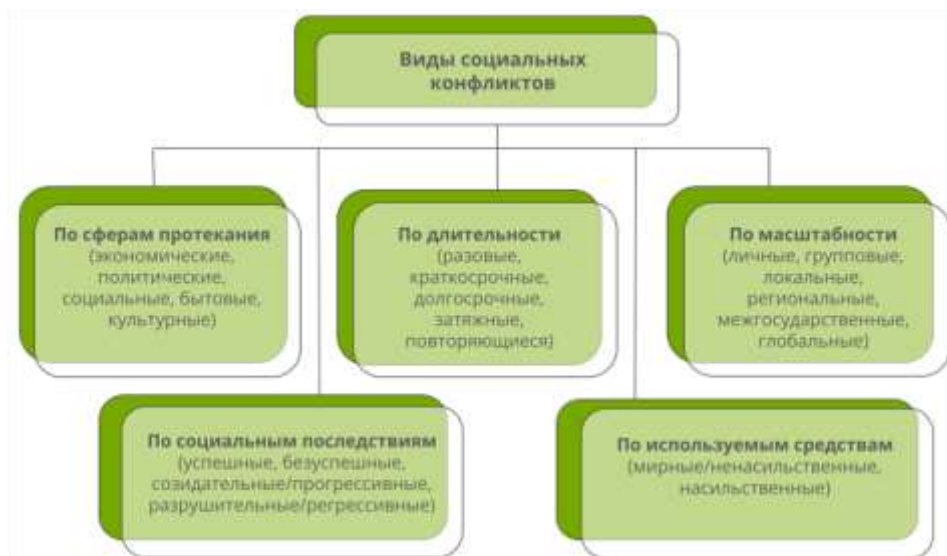 Виды социальных
конфликтов
По сферам протекания
(экономические,
политические,
социальные, бытовые,
культурные)
По длительности
(разовые,
краткосрочные,
долгосрочные,
затяжные,
повторяющиеся)
По масштабности
(личные, групповые,
локальные,
региональные,
межгосударственные,
глобальные)
По социальным последствиям
(успешные, безуспешные,
созидательные/прогрессивные,
разрушительные/регрессивные)
По используемым средствам
(мирные/ненасильственные,
насильственные)